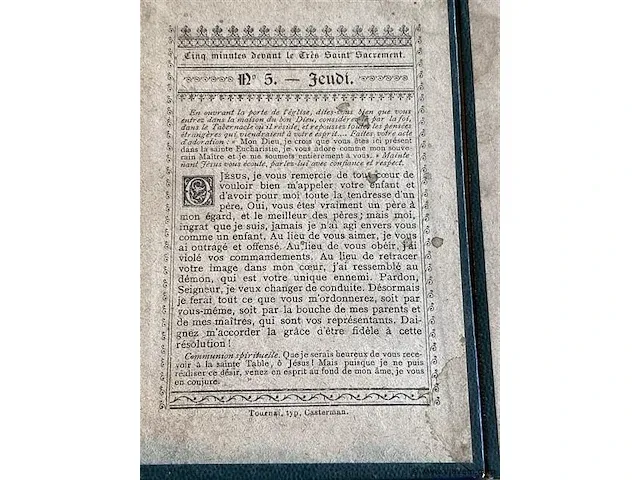 Cinq minutes devant le Très Saint Sacrement.
Nº 5. — Jeudi.
En ouvrant la porte de l'église, dites-vous bien que vous
entrez dans la maison du bon Dieu, considérez-y par la foi,
dans le Tabernacle où il réside, et repoussez toutes les pensées
étrangères qui viendraient à votre esprit.... Faites votre acte
d'adoration : « Mon Dieu, je crois que vous êtes ici présent
dans la sainte Eucharistie, je vous adore comme mon souve-
rain Maître et je me soumets entièrement à vous. » Mainte
nant Jésus vous écoute, parlez-lui avec confiance et respect.
O JÉSUS, je vous remercie de tout cœur de
vouloir bien m'appeler votre enfant et
d'avoir pour moi toute la tendresse d'un
père. Oui, vous êtes vraiment un père à
mon égard, et le meilleur des pères ; mais moi,
ingrat que je suis, jamais je n'ai agi envers vous
comme un enfant. Au lieu de vous aimer, je vous
ai outragé et offensé. Au lieu de vous obéir, j'ai
violé vos commandements. Au lieu de retracer
votre image dans mon cœur, j'ai ressemblé au
démon, qui est votre unique ennemi. Pardon,
Seigneur, je veux changer de conduite. Désormais
je ferai tout ce que vous m'ordonnerez, soit par
vous-même, soit par la bouche de mes parents et
de mes maîtres, qui sont vos représentants. Dai-
gnez m'accorder la grâce d'être fidèle à cette
résolution !
Communion spirituelle. Que je serais heureux de vous rece-
voir à la sainte Table, ô Jésus ! Mais puisque je ne puis
réaliser ce désir, venez en esprit au fond de mon âme, je vous
en conjure.
Tournai, typ. Casterman.